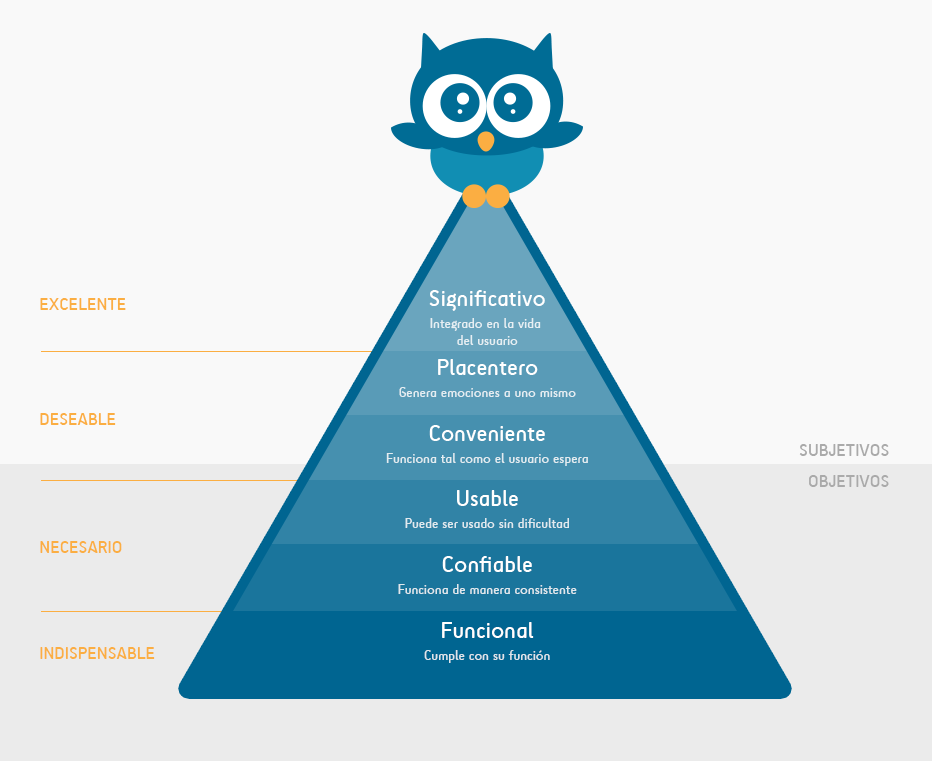 EXCELENTE
Significativo
Integrado en la vida
del usuario
Placentero
Genera emociones a uno mismo
DESEABLE
Conveniente
Funciona tal como el usuario espera
SUBJETIVOS
OBJETIVOS
Usable
Puede ser usado sin dificultad
NECESARIO
Confiable
Funciona de manera consistente
Funcional
Cumple con su función
INDISPENSABLE